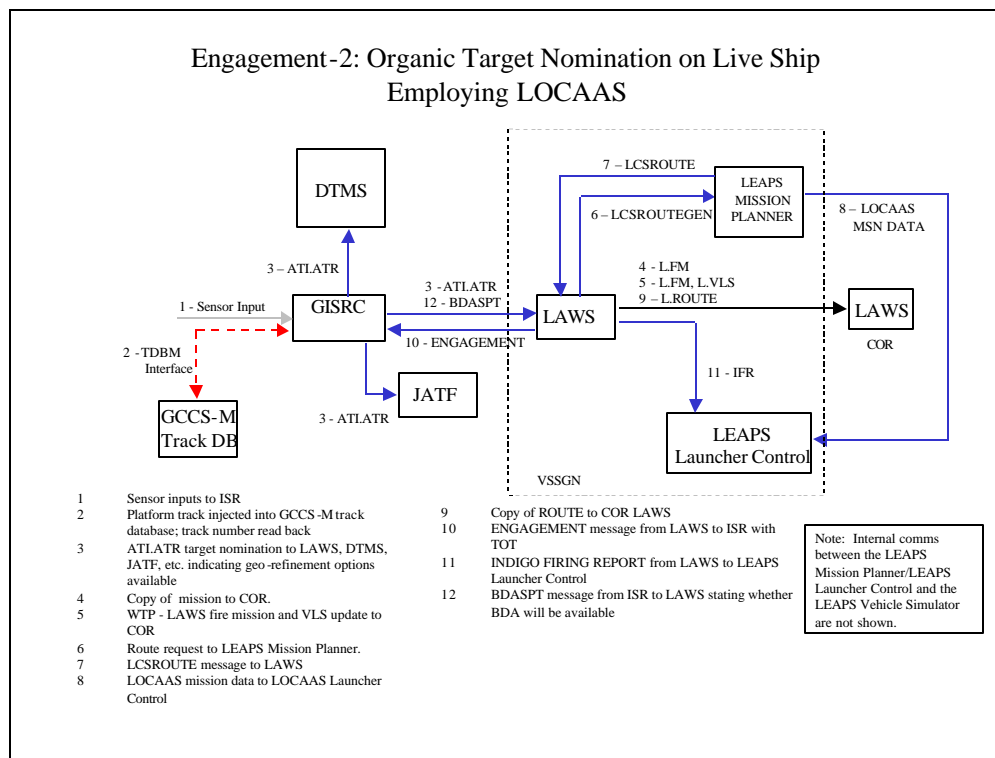 Engagement-2: Organic Target Nomination on Live Ship
Employing LOCAAS
7 – LCSROUTE
DTMS
LEAPS
MISSION
PLANNER
6 – LCSROUTEGEN
8 – LOCAAS
MSN DATA
3 – ATI.ATR
3 - ATI.ATR
12 - BDASPT
4 - L.FM
5 - L.FM, L.VLS
9 – L.ROUTE
1 - Sensor Input
GISRC
LAWS
LAWS
COR
10 - ENGAGEMENT
2 - TDBM
Interface
11 - IFR
JATF
3 - ATI.ATR
GCCS-M
Track DB
LEAPS
Launcher Control
VSSGN
1 Sensor inputs to ISR
2 Platform track injected into GCCS-M track
database; track number read back
3 ATI.ATR target nomination to LAWS, DTMS,
JATF, etc. indicating geo-refinement options
available
4 Copy of mission to COR.
5 WTP - LAWS fire mission and VLS update to
COR
6 Route request to LEAPS Mission Planner.
7 LCSROUTE message to LAWS
8 LOCAAS mission data to LOCAAS Launcher
Control
9 Copy of ROUTE to COR LAWS
10 ENGAGEMENT message from LAWS to ISR with
TOT
11 INDIGO FIRING REPORT from LAWS to LEAPS
Launcher Control
12 BDASPT message from ISR to LAWS stating whether
BDA will be available
Note: Internal comms
between the LEAPS
Mission Planner/LEAPS
Launcher Control and the
LEAPS Vehicle Simulator
are not shown.